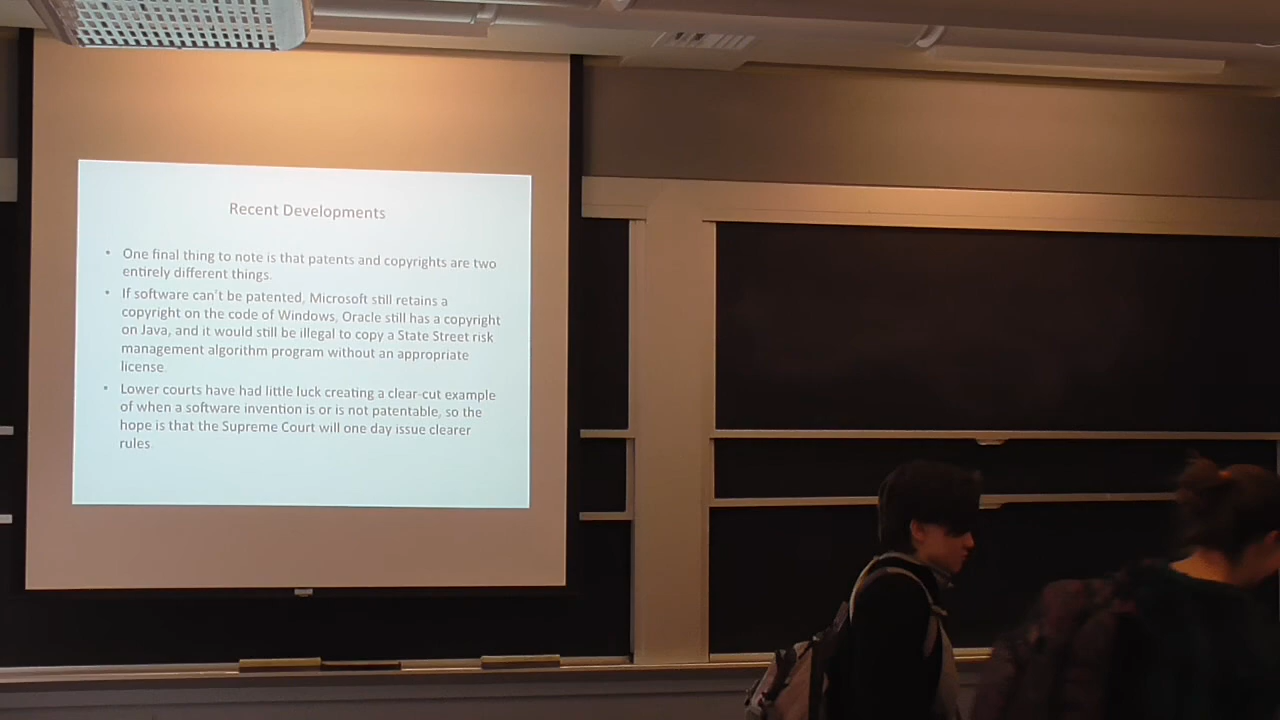 Recent Developments
• One final thing to note is that patents and copyrights are two
entirely different things.
• If software can't be patented, Microsoft still retains a
copyright on the code of Windows, Oracle still has a copyright
on Java, and it would still be illegal to copy a State Street risk
management algorithm program without an appropriate
license.
• Lower courts have had little luck creating a clear-cut example
of when a software invention is or is not patentable, so the
hope is that the Supreme Court will one day issue clearer
rules.